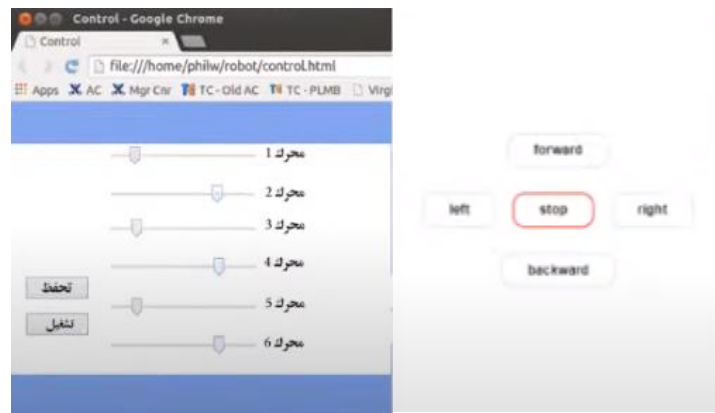 Control - Google Chrome
Control
file:///home/philw/robot/control.html
Apps AC Mgr Cnr TC - Old AC TC - PLMB Virgi
محرك 1
محرك 2
محرك 3
محرك 4
محرك 5
محرك 6
تحفظ
تشغيل
forward
left stop right
backward